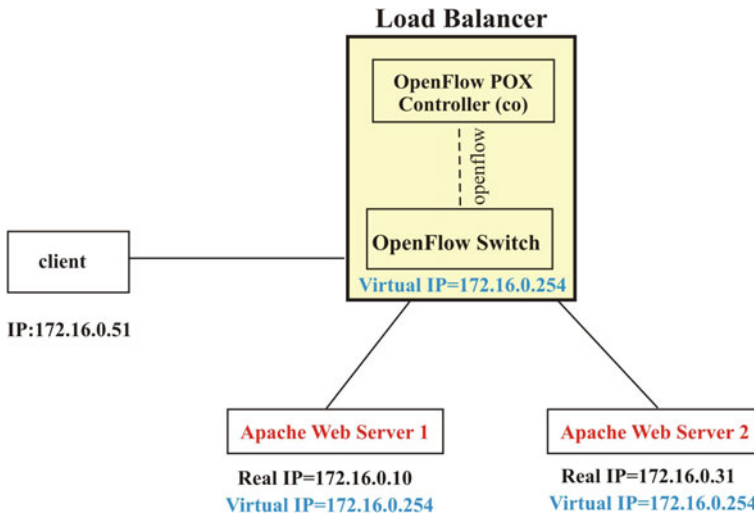 Load Balancer
OpenFlow POX
Controller (co)
openflow
OpenFlow Switch
Virtual IP=172.16.0.254
client
IP:172.16.0.51
Apache Web Server 1
Real IP=172.16.0.10
Virtual IP=172.16.0.254
Apache Web Server 2
Real IP=172.16.0.31
Virtual IP=172.16.0.254